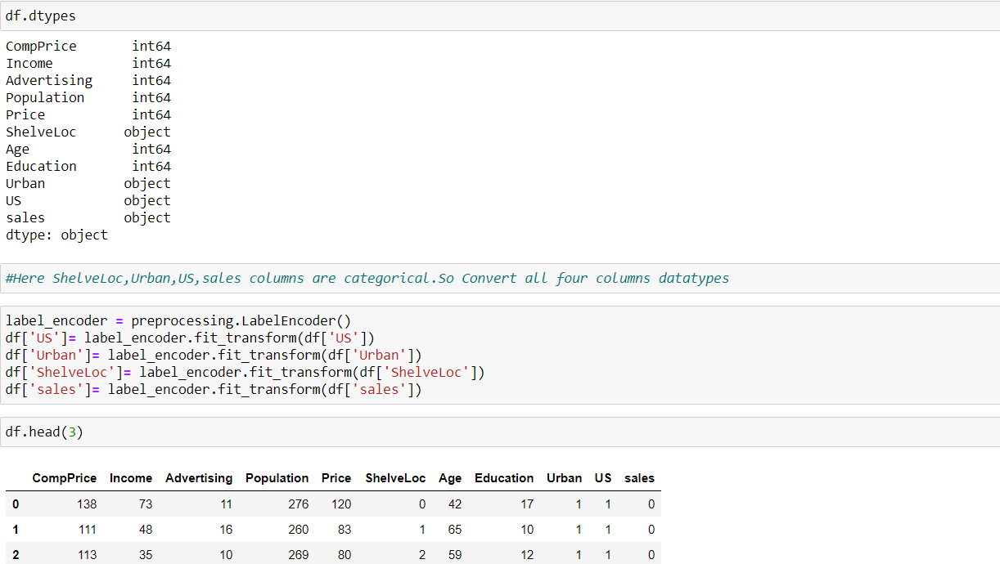 df.dtypes
CompPrice int64
Income int64
Advertising int64
Population int64
Price int64
ShelveLoc object
Age int64
Education int64
Urban object
US object
sales object
dtype: object
#Here ShelveLoc,Urban,US,sales columns are categorical.So Convert all four columns datatypes
label_encoder = preprocessing.LabelEncoder()
df['US']= label_encoder.fit_transform(df['US'])
df['Urban']= label_encoder.fit_transform(df['Urban'])
df['ShelveLoc']= label_encoder.fit_transform(df['ShelveLoc'])
df['sales']= label_encoder.fit_transform(df['sales'])
df.head(3)
CompPrice Income Advertising Population Price ShelveLoc Age Education Urban US sales
0 138 73 11 276 120 0 42 17 1 1 0
1 111 48 16 260 83 1 65 10 1 1 0
2 113 35 10 269 80 2 59 12 1 1 0